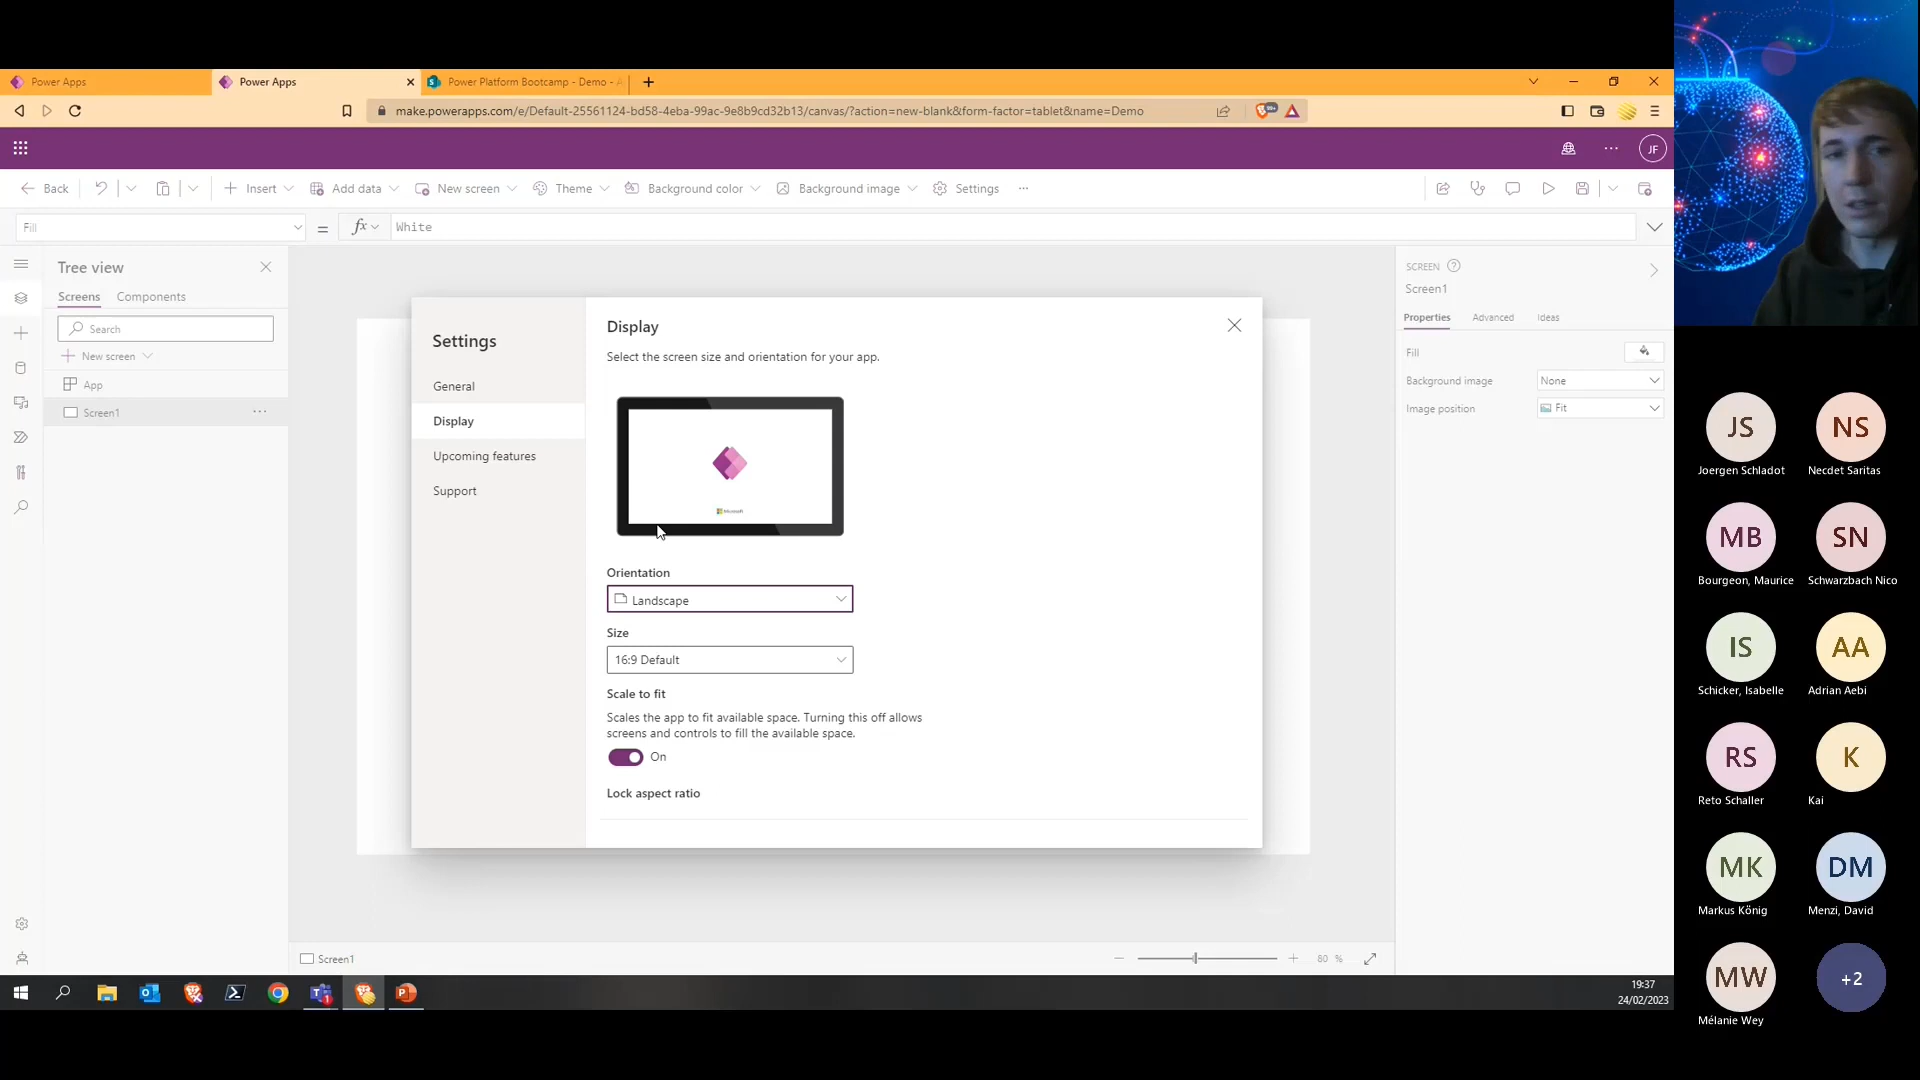 Power Apps
Power Apps
Power Platform Bootcamp - Demo - A
make.powerapps.com/e/Default-25561124-bd58-4eba-99ac-9e8b9cd32b13/canvas/?action=new-blank&form-factor=tablet&name=Demo
99+
JF
Back
Insert
Add data
New screen
Theme
Background color
Background image
Settings
Fill
=
fx
White
Tree view
Screens
Components
Search
New screen
App
Screen1
Settings
General
Display
Upcoming features
Support
Display
Select the screen size and orientation for your app.
Microsoft
Orientation
Landscape
Size
16:9 Default
Scale to fit
Scales the app to fit available space. Turning this off allows
screens and controls to fill the available space.
On
Lock aspect ratio
SCREEN
Screen1
Properties
Advanced
Ideas
Fill
Background image
None
Image position
Fit
Screen1
80 %
19:37
24/02/2023
JS
Joergen Schladot
NS
Necdet Saritas
MB
Bourgeon, Maurice
SN
Schwarzbach Nico
IS
Schicker, Isabelle
AA
Adrian Aebi
RS
Reto Schaller
K
Kai
MK
Markus König
DM
Menzi, David
MW
Mélanie Wey
+2